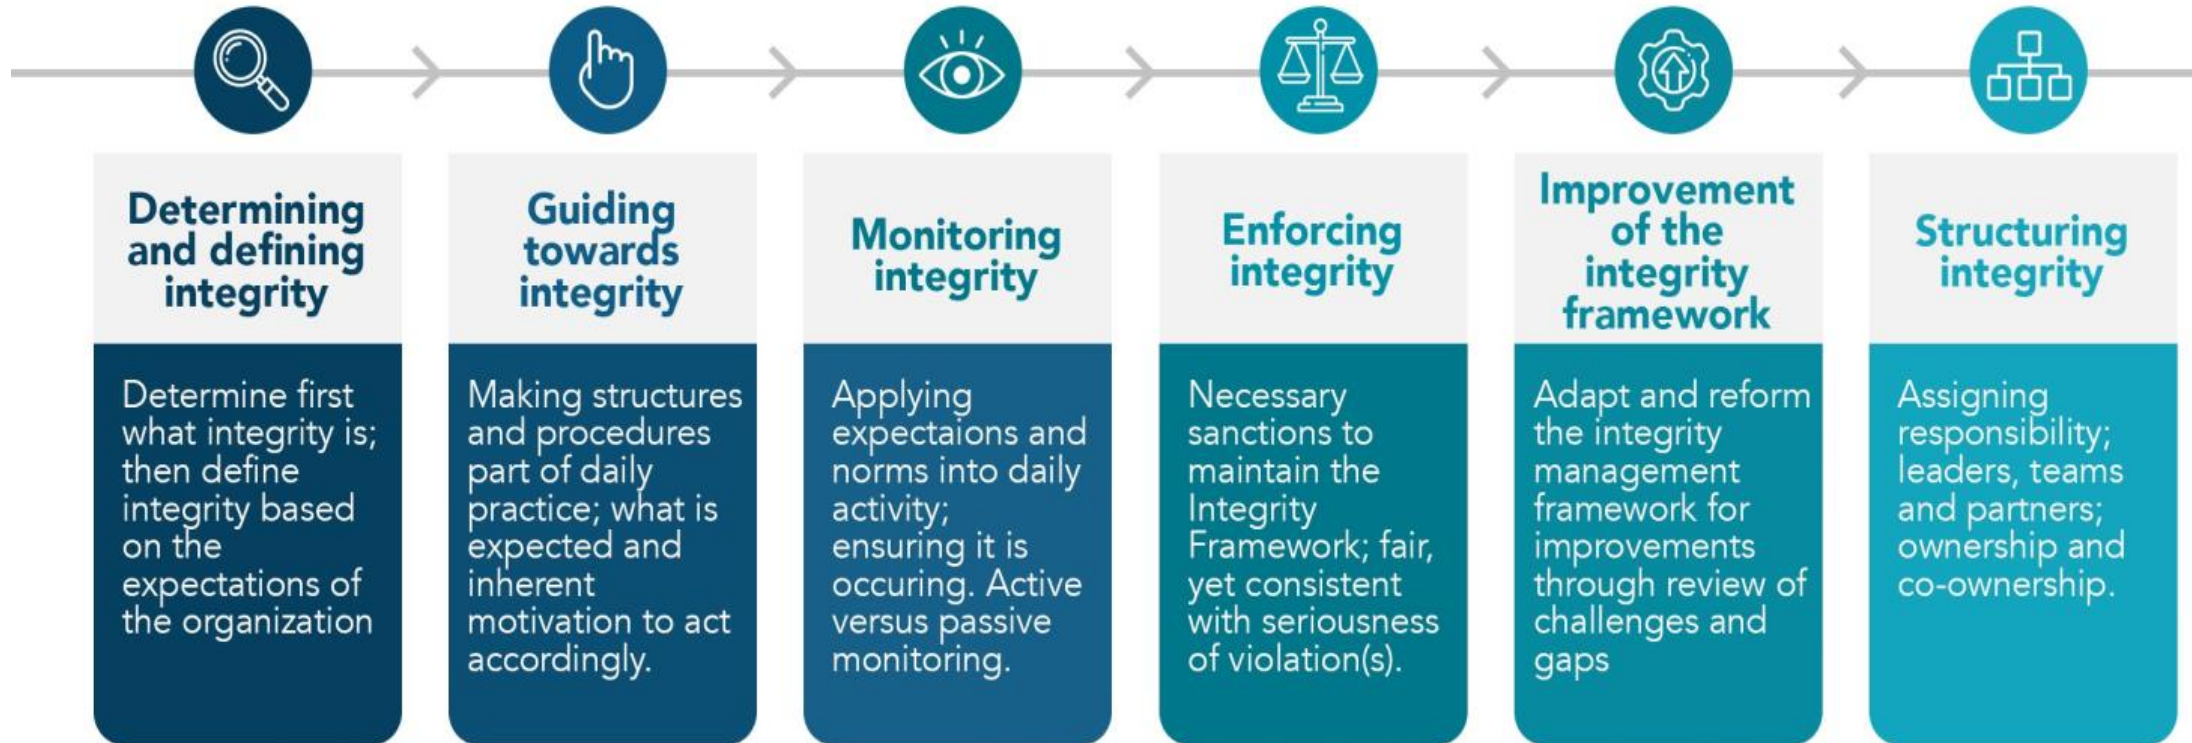 Determining
and defining
integrity
Determine first
what integrity is;
then define
integrity based
on the
expectations of
the organization
Guiding
towards
integrity
Making structures
and procedures
part of daily
practice; what is
expected and
inherent
motivation to act
accordingly.
Monitoring
integrity
Applying
expectaions and
norms into daily
activity;
ensuring it is
occuring. Active
versus passive
monitoring.
Enforcing
integrity
Necessary
sanctions to
maintain the
Integrity
Framework; fair,
yet consistent
with seriousness
of violation(s).
Improvement
of the
integrity
framework
Adapt and reform
the integrity
management
framework for
improvements
through review of
challenges and
gaps
Structuring
integrity
Assigning
responsibility;
leaders, teams
and partners;
ownership and
co-ownership.